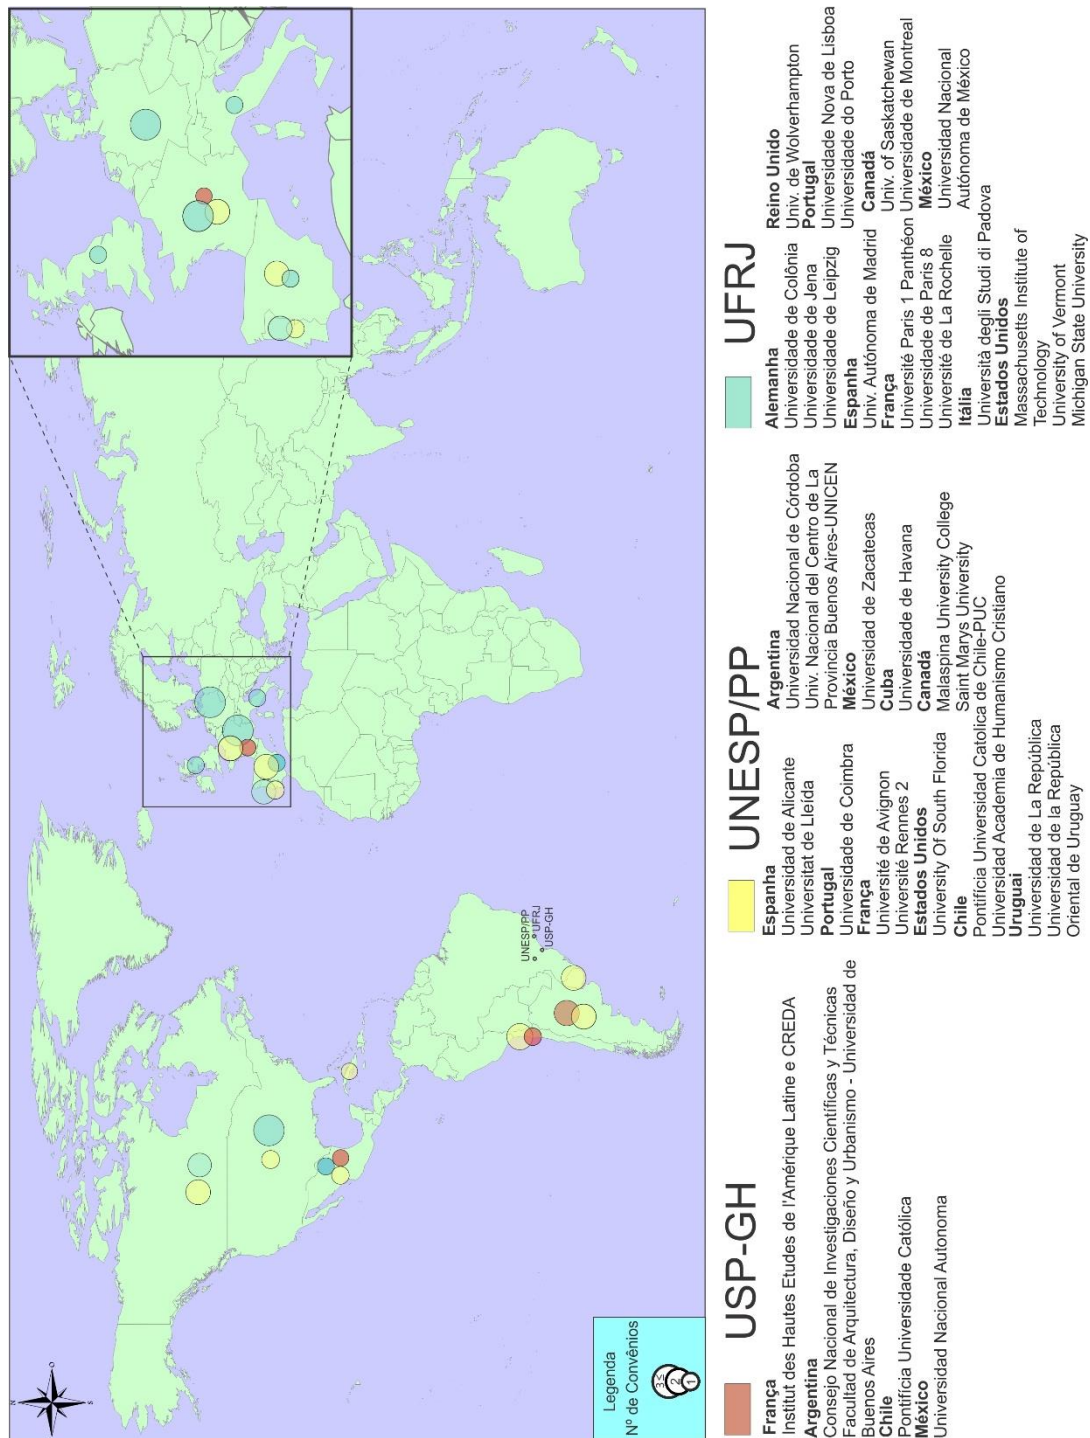 N
O
S
UNESP/PP
UFRJ
USP-GH
Legenda
Nº de Convênios
3≤
2
1
USP-GH
França
Institut des Hautes Etudes de l'Amérique Latine e CREDA
Argentina
Consejo Nacional de Investigaciones Científicas y Técnicas
Facultad de Arquitectura, Diseño y Urbanismo - Universidad de
Buenos Aires
Chile
Pontifícia Universidade Católica
México
Universidad Nacional Autonoma
UNESP/PP
Espanha
Universidad de Alicante
Universitat de Lleída
Portugal
Universidade de Coimbra
França
Université de Avignon
Université Rennes 2
Estados Unidos
University Of South Florida
Chile
Pontifícia Universidad Catolica de Chile-PUC
Universidad Academia de Humanismo Cristiano
Uruguai
Universidad de La República
Universidad de la República
Oriental de Uruguay
Argentina
Universidad Nacional de Córdoba
Univ. Nacional del Centro de La
Provincia Buenos Aires-UNICEN
México
Universidad de Zacatecas
Cuba
Universidade de Havana
Canadá
Malaspina University College
Saint Marys University
UFRJ
Alemanha
Universidade de Colônia
Universidade de Jena
Universidade de Leipzig
Espanha
Univ. Autónoma de Madrid
França
Université Paris 1 Panthéon
Universidade de Paris 8
Université de La Rochelle
Itália
Università degli Studi di Padova
Estados Unidos
Massachusetts Institute of
Technology
University of Vermont
Michigan State University
Reino Unido
Univ. de Wolverhampton
Portugal
Universidade Nova de Lisboa
Universidade do Porto
Canadá
Univ. of Saskatchewan
Universidade de Montreal
México
Universidad Nacional
Autónoma de México